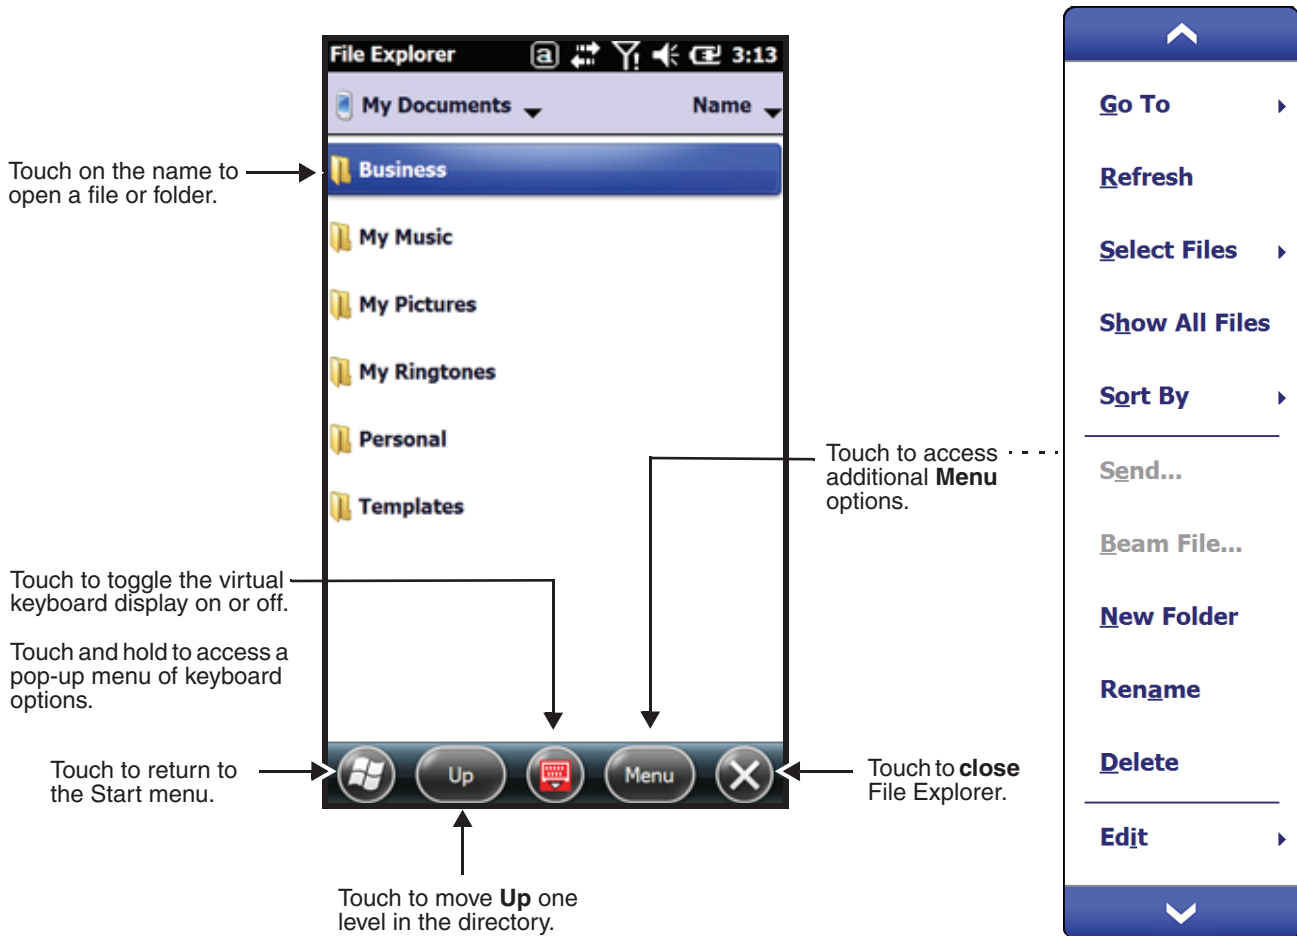 File Explorer a 3:13
My Documents Name
Business
My Music
My Pictures
My Ringtones
Personal
Templates
Up Menu
Touch on the name to
open a file or folder.
Touch to toggle the virtual
keyboard display on or off.
Touch and hold to access a
pop-up menu of keyboard
options.
Touch to return to
the Start menu.
Touch to move Up one
level in the directory.
Touch to access
additional Menu
options.
Touch to close
File Explorer.
Go To
Refresh
Select Files
Show All Files
Sort By
Send...
Beam File...
New Folder
Rename
Delete
Edit